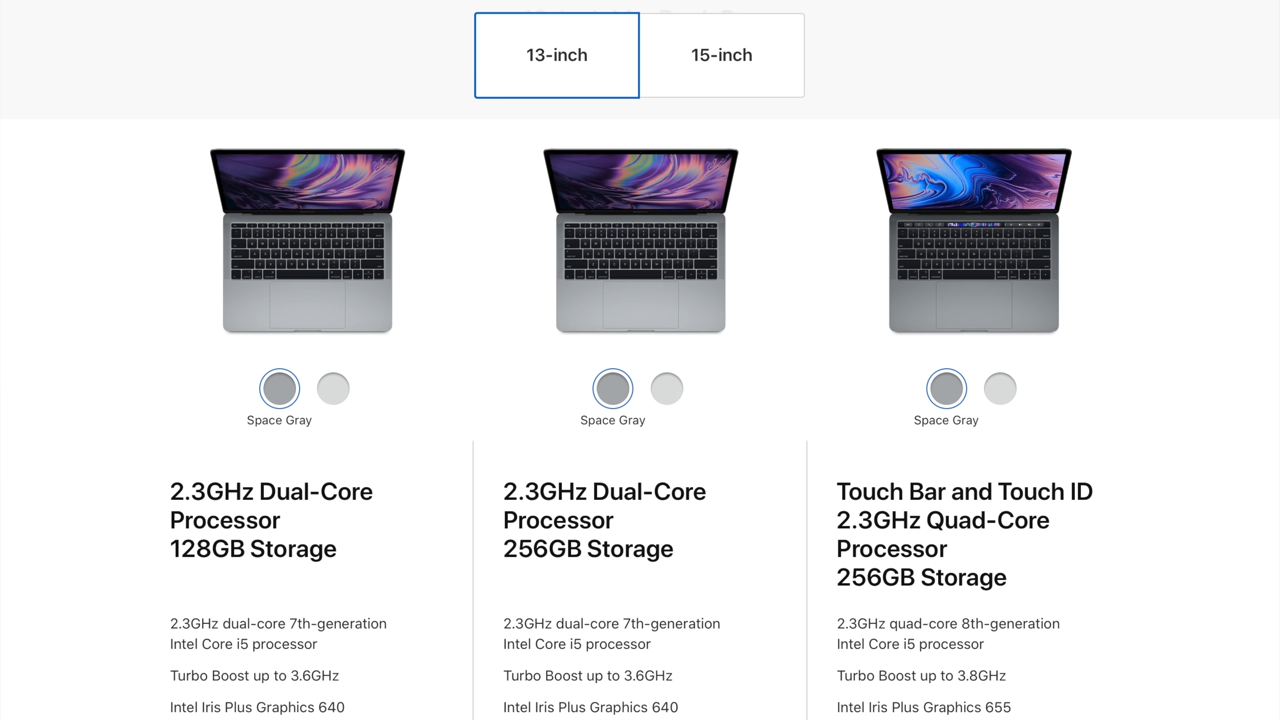 13-inch
15-inch
Space Gray
Space Gray
Space Gray
2.3GHz Dual-Core
Processor
128GB Storage
2.3GHz dual-core 7th-generation
Intel Core i5 processor
Turbo Boost up to 3.6GHz
Intel Iris Plus Graphics 640
2.3GHz Dual-Core
Processor
256GB Storage
2.3GHz dual-core 7th-generation
Intel Core i5 processor
Turbo Boost up to 3.6GHz
Intel Iris Plus Graphics 640
Touch Bar and Touch ID
2.3GHz Quad-Core
Processor
256GB Storage
2.3GHz quad-core 8th-generation
Intel Core i5 processor
Turbo Boost up to 3.8GHz
Intel Iris Plus Graphics 655